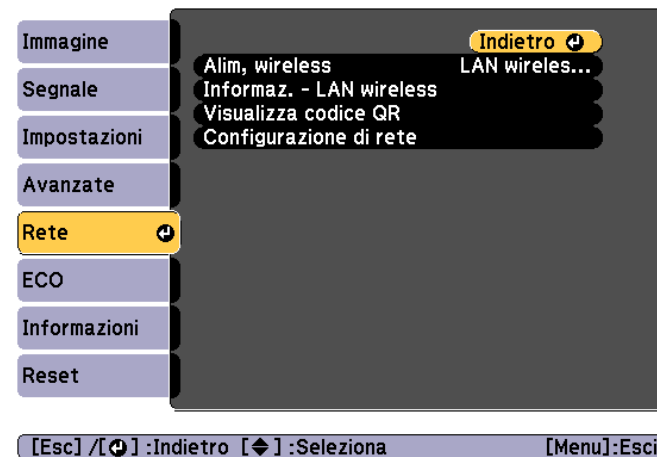 Immagine
Segnale
Impostazioni
Avanzate
Rete
ECO
Informazioni
Reset
Indietro
Alim, wireless LAN wireles...
Informaz. - LAN wireless
Visualizza codice QR
Configurazione di rete
[Esc] /[ ] :Indietro [ ] :Seleziona [Menu]:Esci